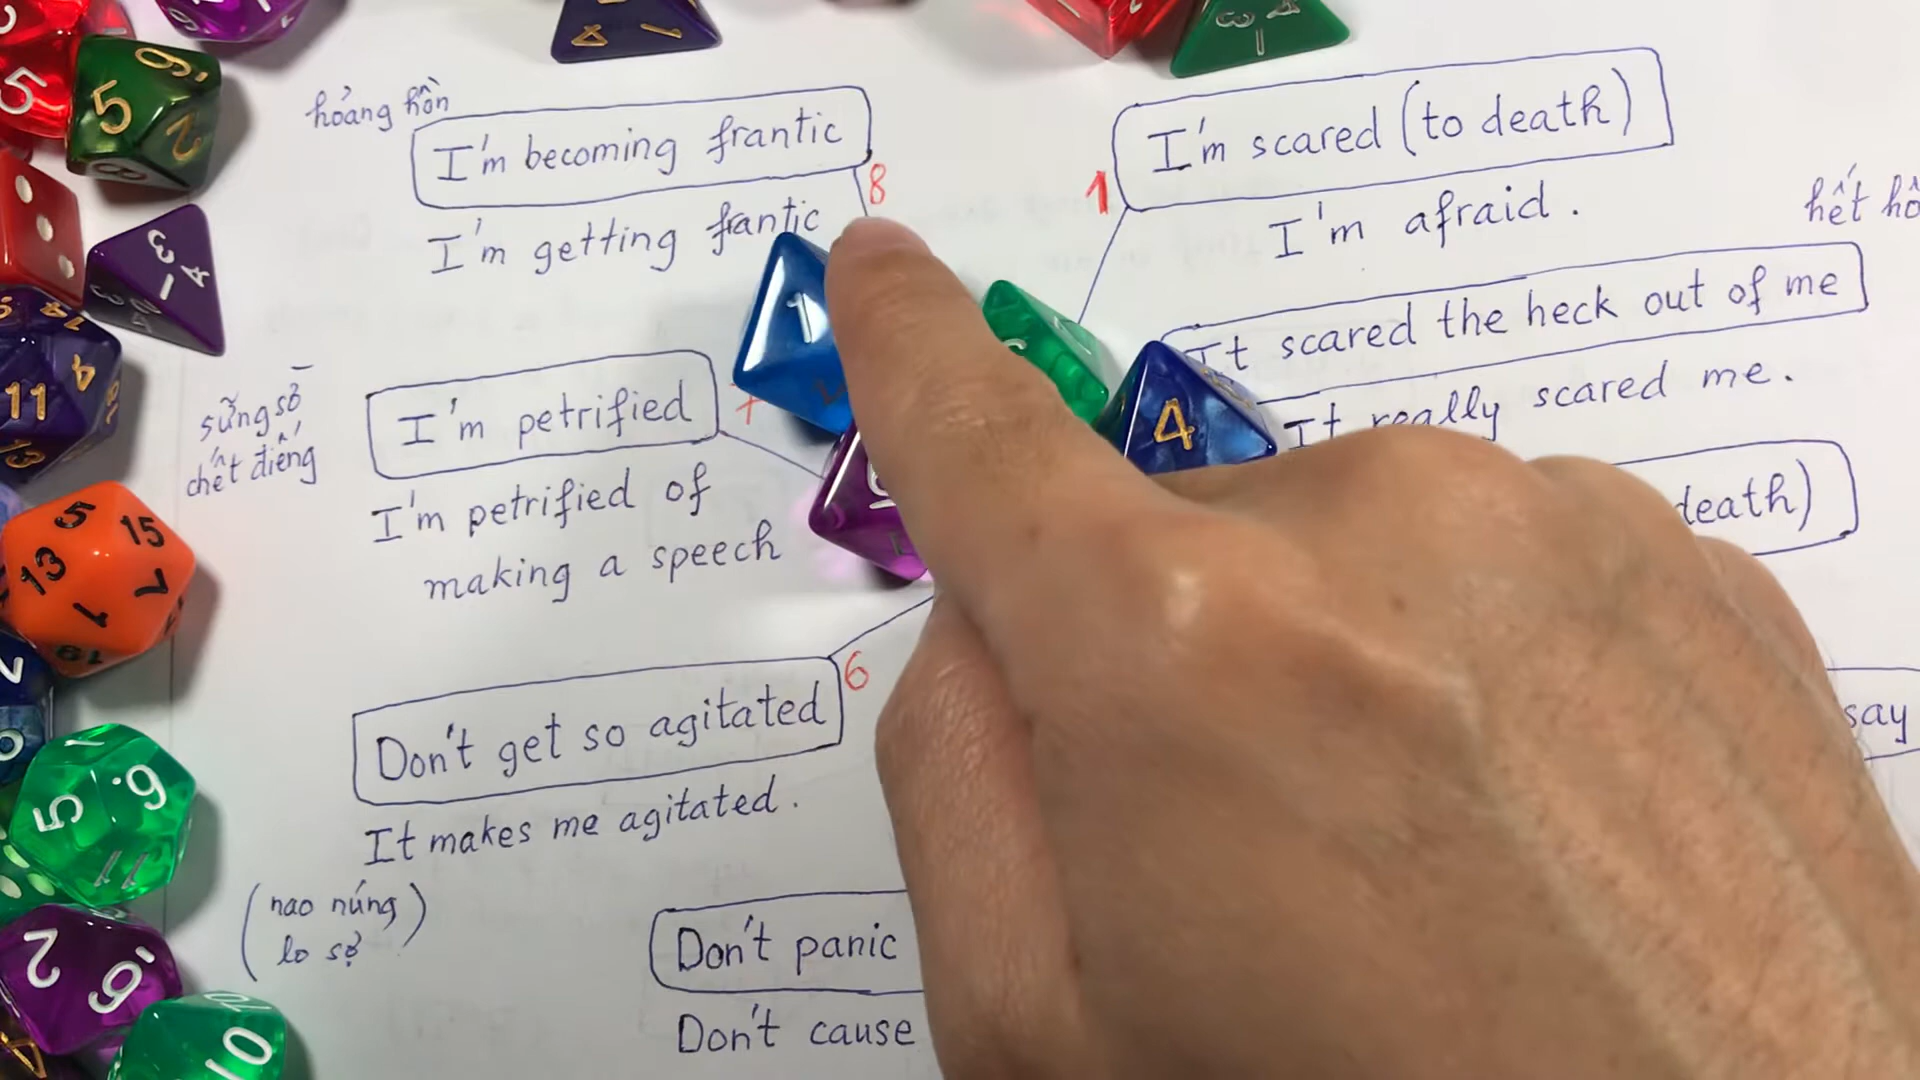 hoảng hồn
I'm becoming frantic
8
I'm getting frantic
1
I'm scared (to death)
I'm afraid.
hết hồ
It scared the heck out of me
It really scared me.
death)
sững sờ
chết điếng
I'm petrified
7
I'm petrified of
making a speech
6
Don't get so agitated
It makes me agitated.
(nao núng
lo sợ)
say
Don't panic
Don't cause